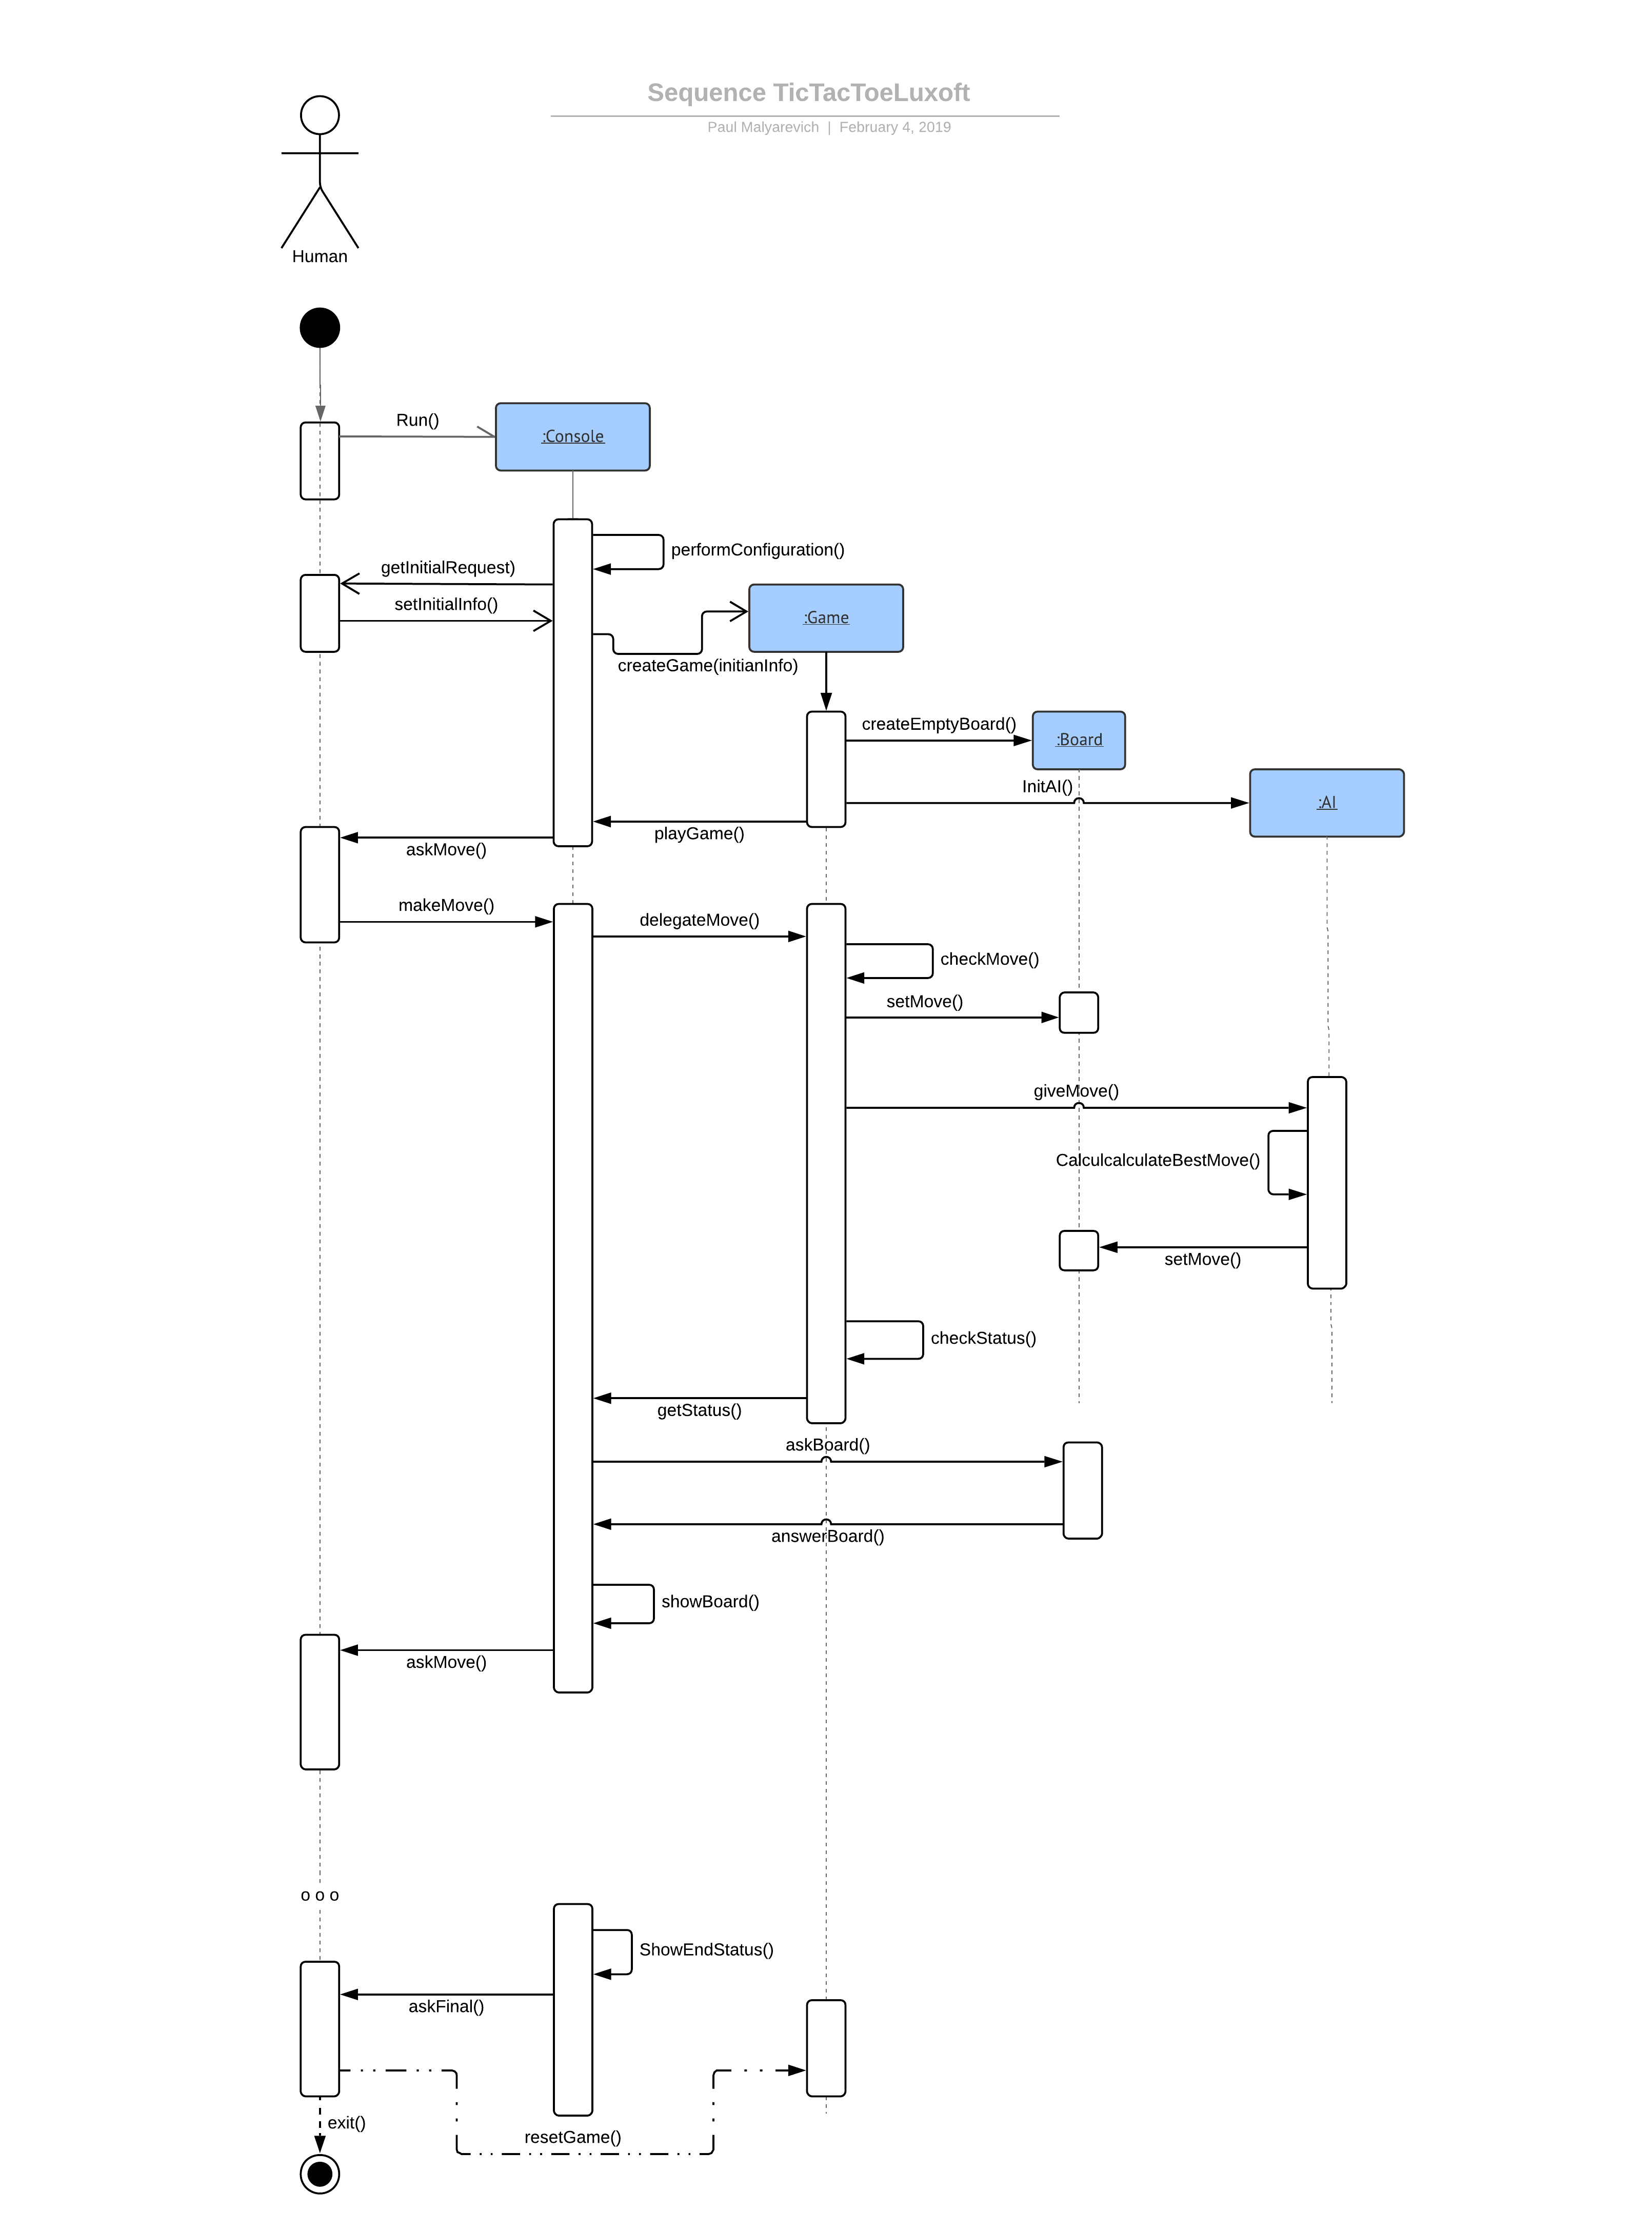 Sequence TicTacToeLuxoft
Paul Malyarevich | February 4, 2019
Human
Run()
:Console
performConfiguration()
getInitialRequest)
setInitialInfo()
:Game
createGame(initianInfo)
createEmptyBoard()
:Board
InitAI()
:AI
playGame()
askMove()
makeMove()
delegateMove()
checkMove()
setMove()
giveMove()
CalculcalculateBestMove()
setMove()
checkStatus()
getStatus()
askBoard()
answerBoard()
showBoard()
askMove()
o o o
ShowEndStatus()
askFinal()
exit()
resetGame()